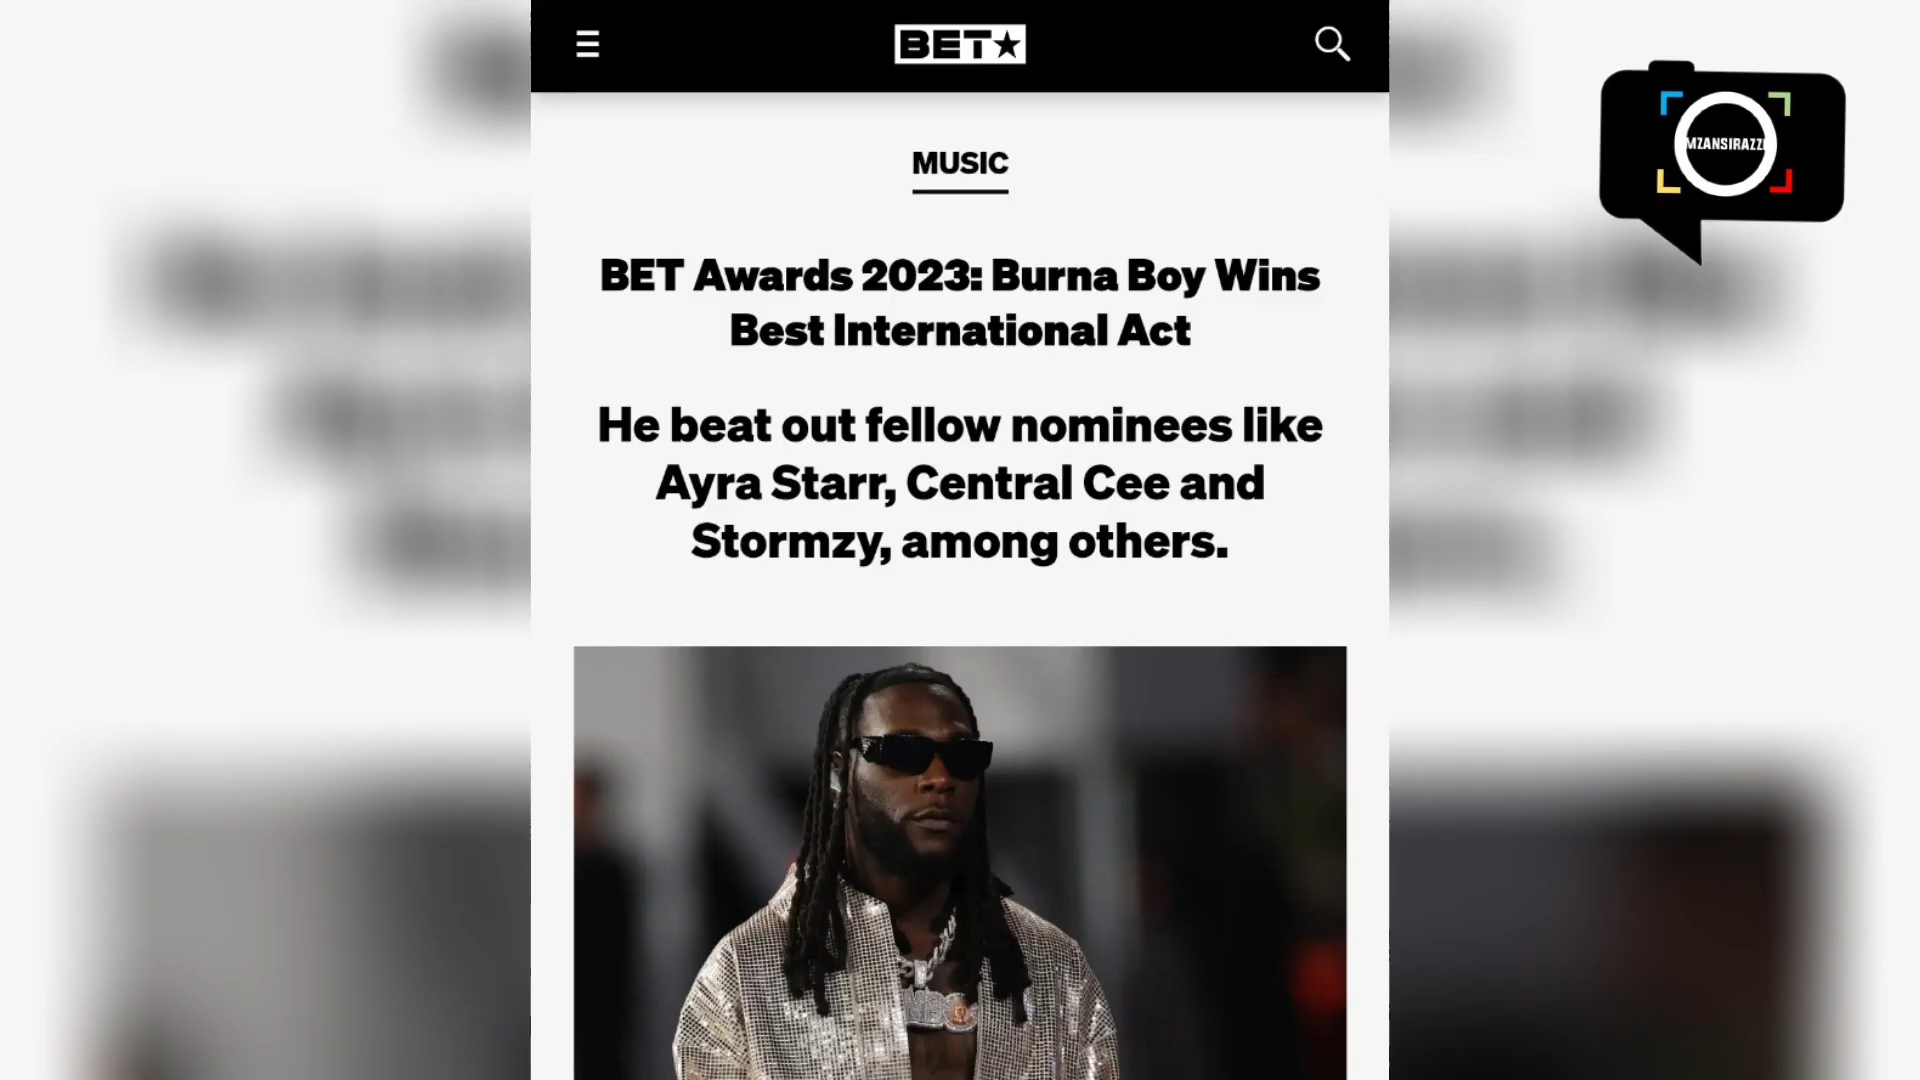 BET
MZANSIRAZZI
MUSIC
BET Awards 2023: Burna Boy Wins
Best International Act
He beat out fellow nominees like
Ayra Starr, Central Cee and
Stormzy, among others.